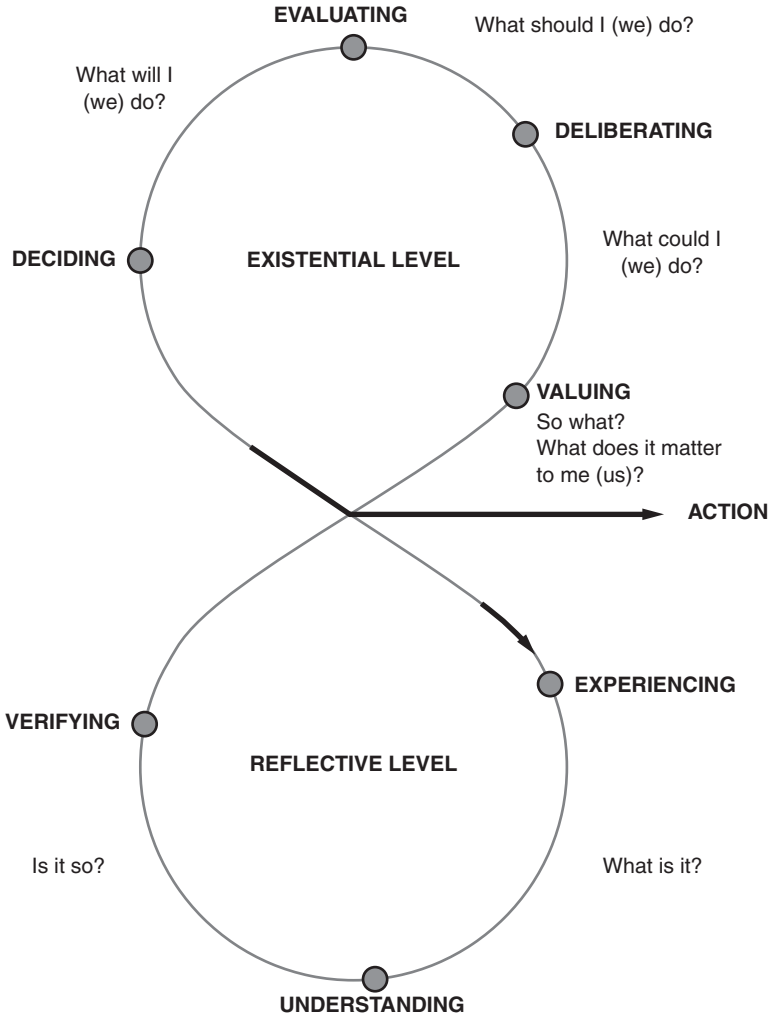 EVALUATING
What should I (we) do?
What will I
(we) do?
DELIBERATING
DECIDING
EXISTENTIAL LEVEL
What could I
(we) do?
VALUING
So what?
What does it matter
to me (us)?
ACTION
EXPERIENCING
VERIFYING
REFLECTIVE LEVEL
Is it so?
What is it?
UNDERSTANDING